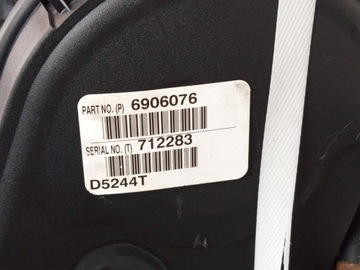 PART NO. (P) 6906076
SERIAL NO. (T) 712283
D5244T